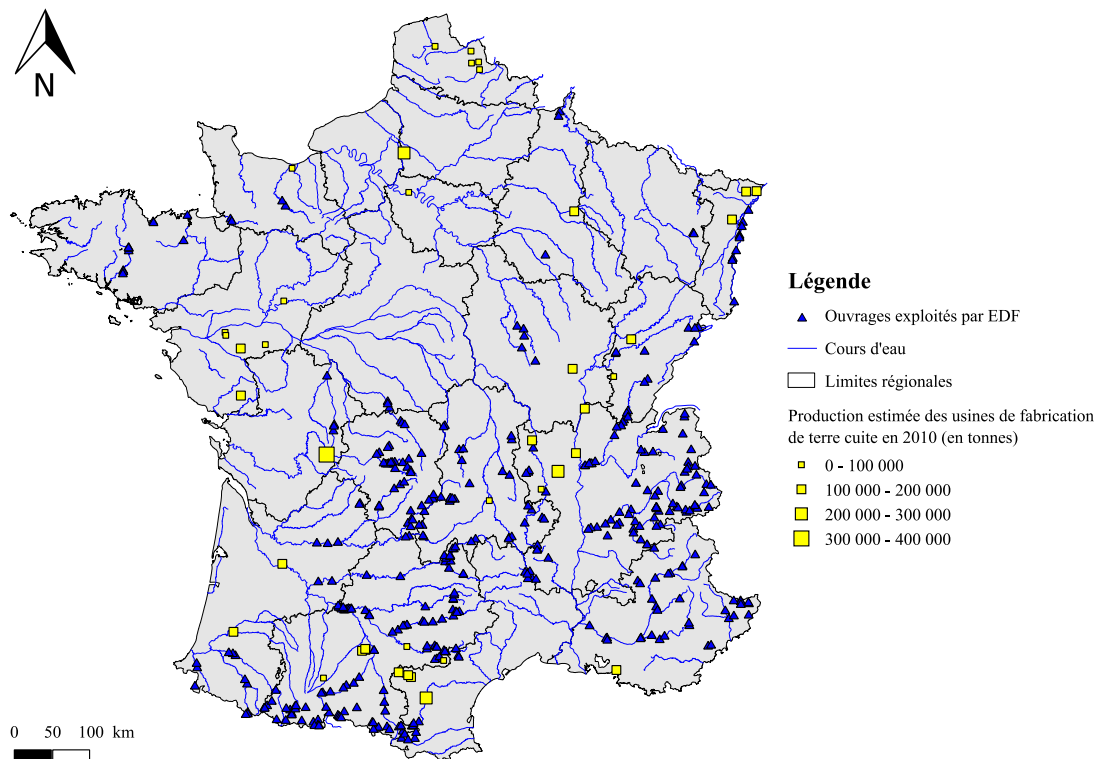 N
Légende
Ouvrages exploités par EDF
Cours d'eau
Limites régionales
Production estimée des usines de fabrication
de terre cuite en 2010 (en tonnes)
0 - 100 000
100 000 - 200 000
200 000 - 300 000
300 000 - 400 000
0 50 100 km